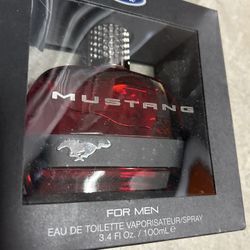 MUSTANG
FOR MEN
EAU DE TOILETTE VAPORISATEUR/SPRAY
3.4 Fl Oz. / 100mL ℮